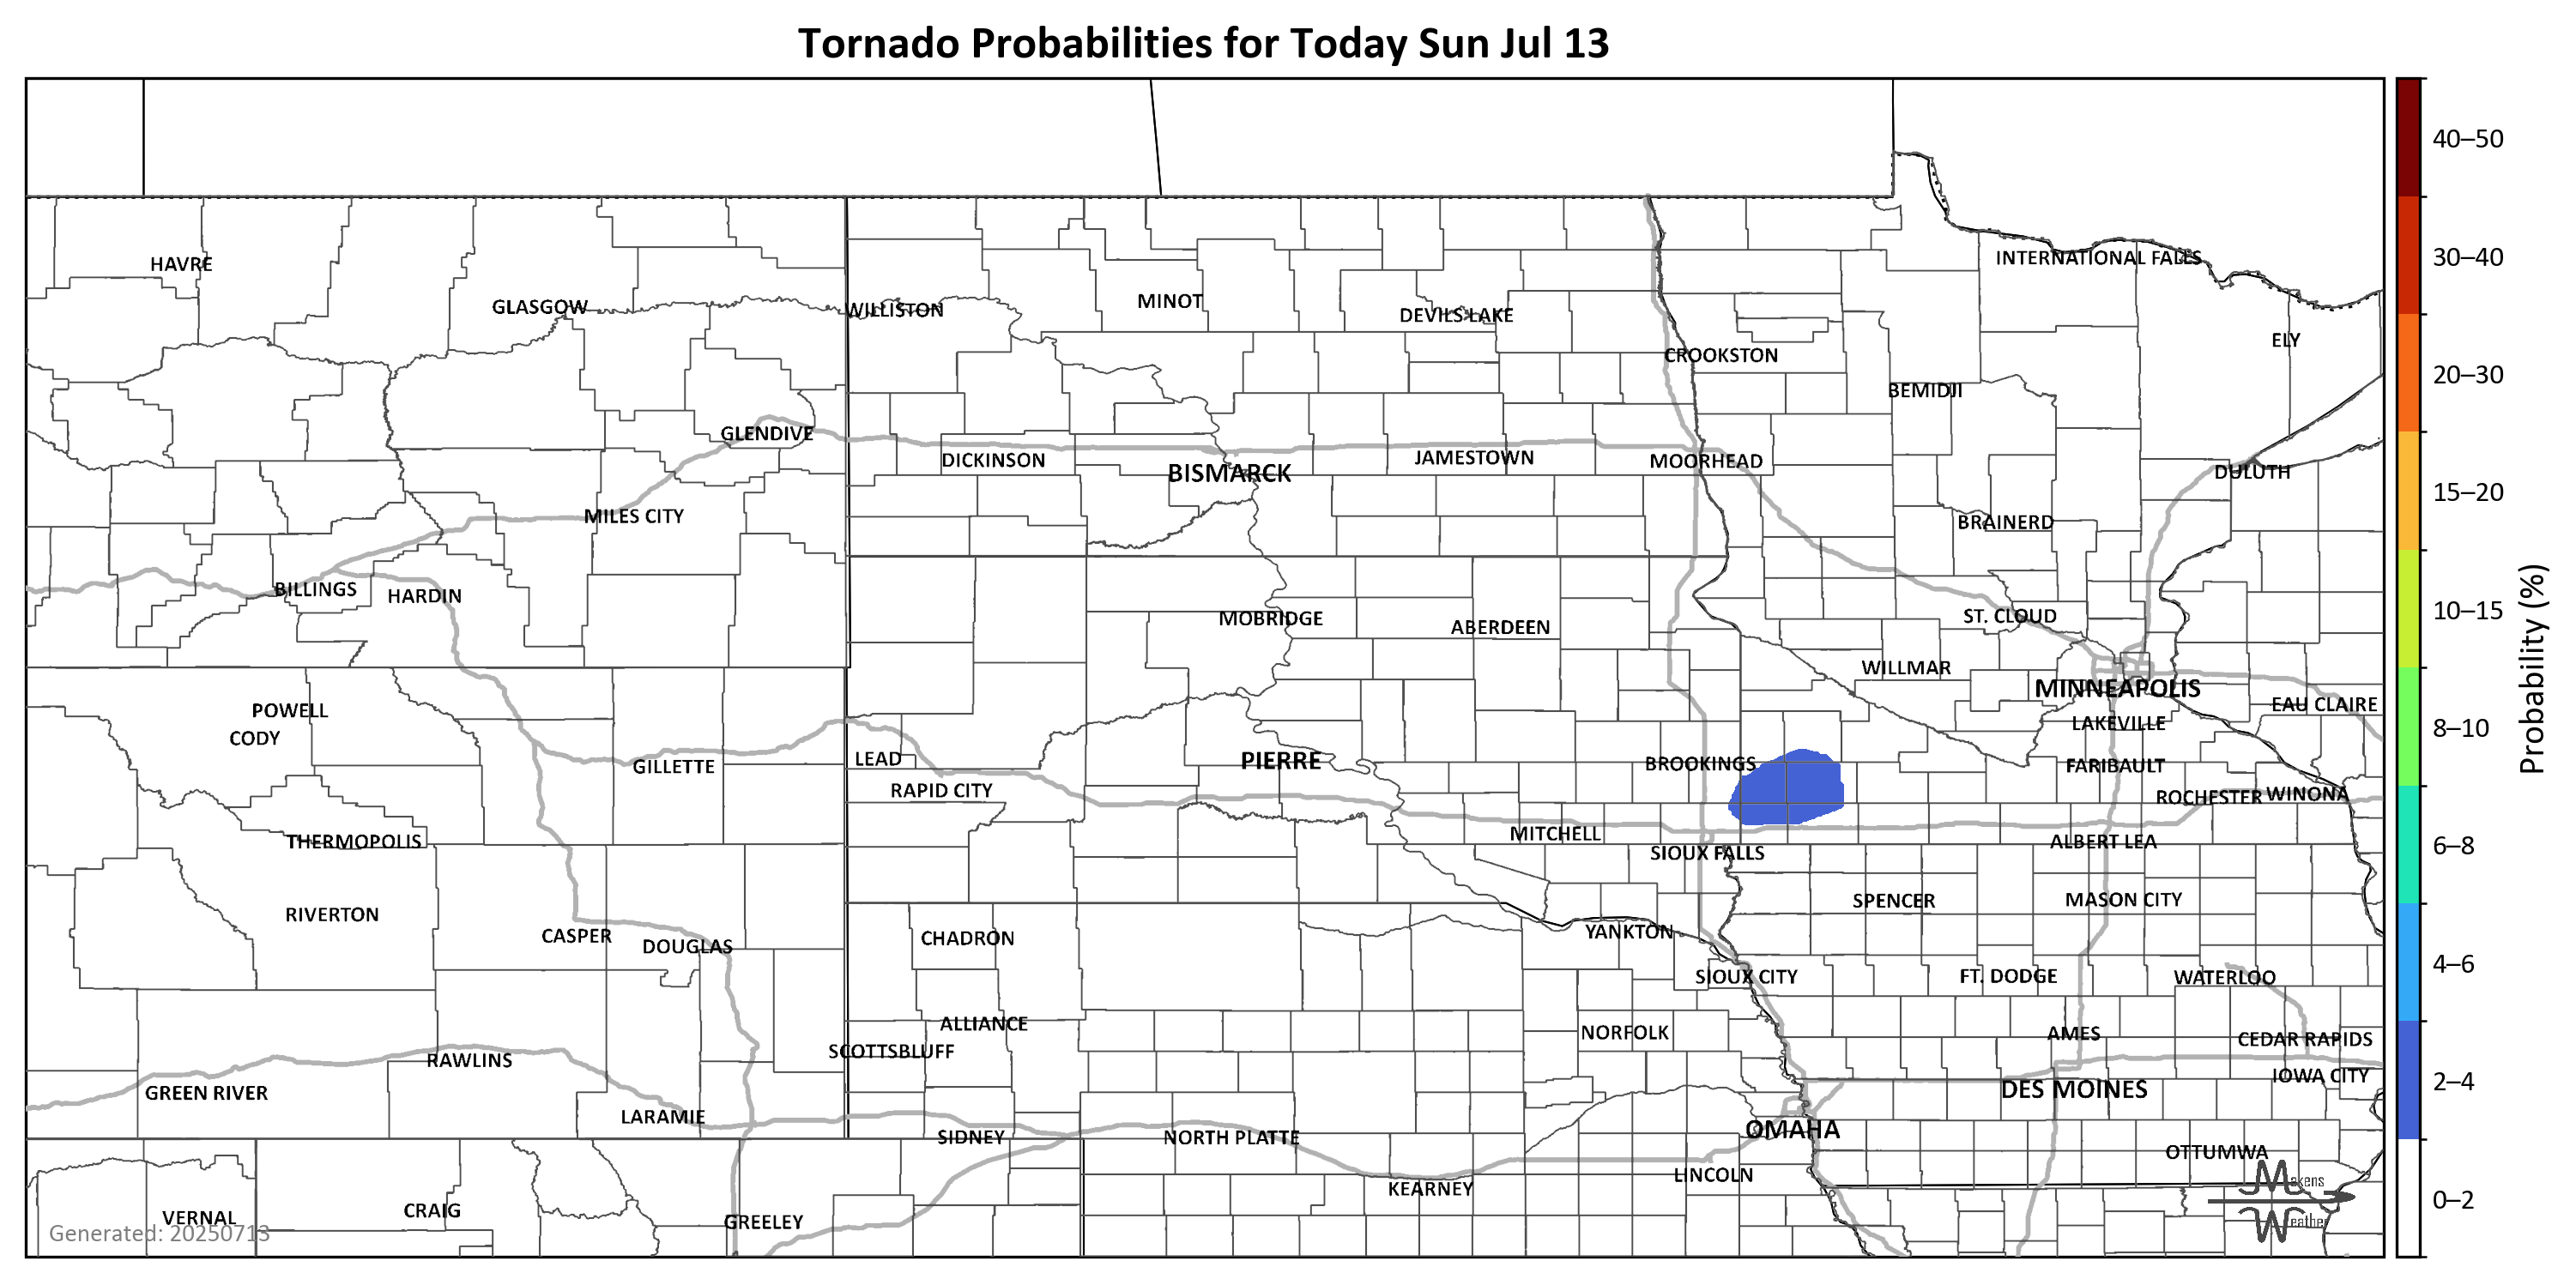 Tornado Probabilities for Today Sun Jul 13
40–50
30–40
20–30
15–20
10–15
8–10
6–8
4–6
2–4
0–2
Probability (%)
HAVRE
GLASGOW
WILLISTON
MINOT
DEVILS LAKE
INTERNATIONAL FALLS
CROOKSTON
ELY
BEMIDJI
GLENDIVE
DICKINSON
BISMARCK
JAMESTOWN
MOORHEAD
DULUTH
MILES CITY
BRAINERD
BILLINGS
HARDIN
MOBRIDGE
ABERDEEN
ST. CLOUD
WILLMAR
MINNEAPOLIS
POWELL
CODY
EAU CLAIRE
LAKEVILLE
GILLETTE
LEAD
PIERRE
BROOKINGS
FARIBAULT
RAPID CITY
ROCHESTER
WINONA
THERMOPOLIS
MITCHELL
ALBERT LEA
SIOUX FALLS
RIVERTON
SPENCER
MASON CITY
CASPER
DOUGLAS
CHADRON
YANKTON
SIOUX CITY
FT. DODGE
WATERLOO
ALLIANCE
NORFOLK
AMES
CEDAR RAPIDS
SCOTTSBLUFF
RAWLINS
GREEN RIVER
DES MOINES
IOWA CITY
LARAMIE
SIDNEY
NORTH PLATTE
OMAHA
OTTUMWA
LINCOLN
KEARNEY
VERNAL
CRAIG
GREELEY
Generated: 20250713
Makens
Weather